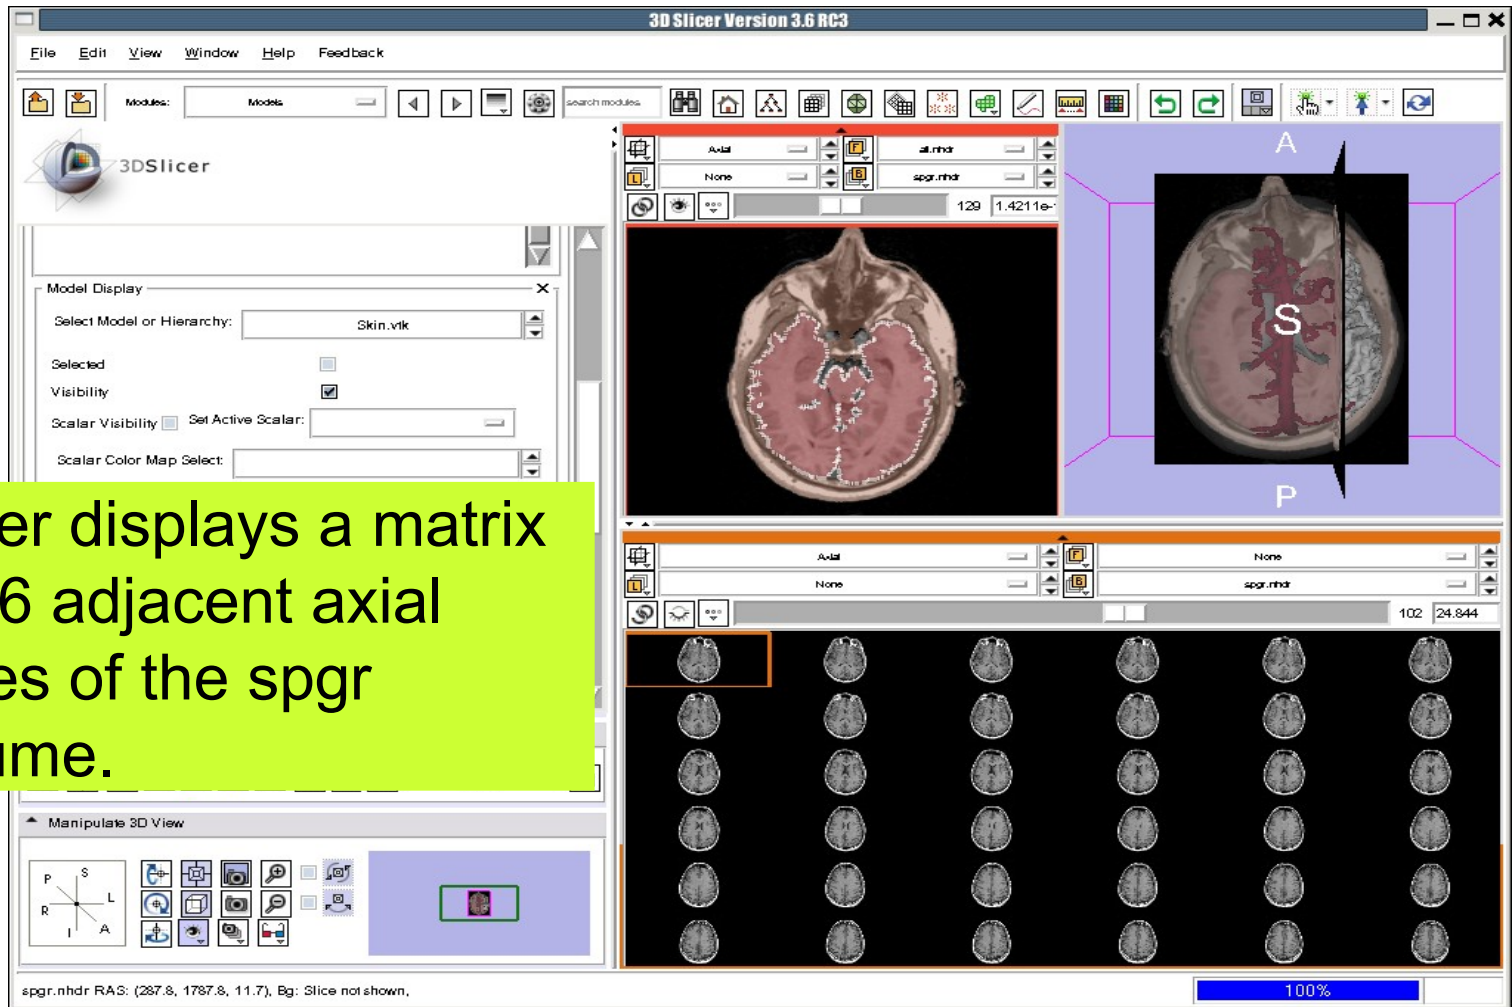 3D Slicer Version 3.6 RC3
File Edit View Window Help Feedback
Modules: Models search modules
3DSlicer
Axial all.nhdr
None spgr.nhdr
129 1.4211e-
A
S
P
Model Display
Select Model or Hierarchy: Skin.vtk
Selected
Visibility
Scalar Visibility Set Active Scalar:
Scalar Color Map Select:
er displays a matrix
6 adjacent axial
es of the spgr
ume.
Axial None
None spgr.nhdr
102 24.844
Manipulate 3D View
P S
R L
I A
spgr.nhdr RAS: (287.8, 1787.8, 11.7), Bg: Slice not shown,
100%